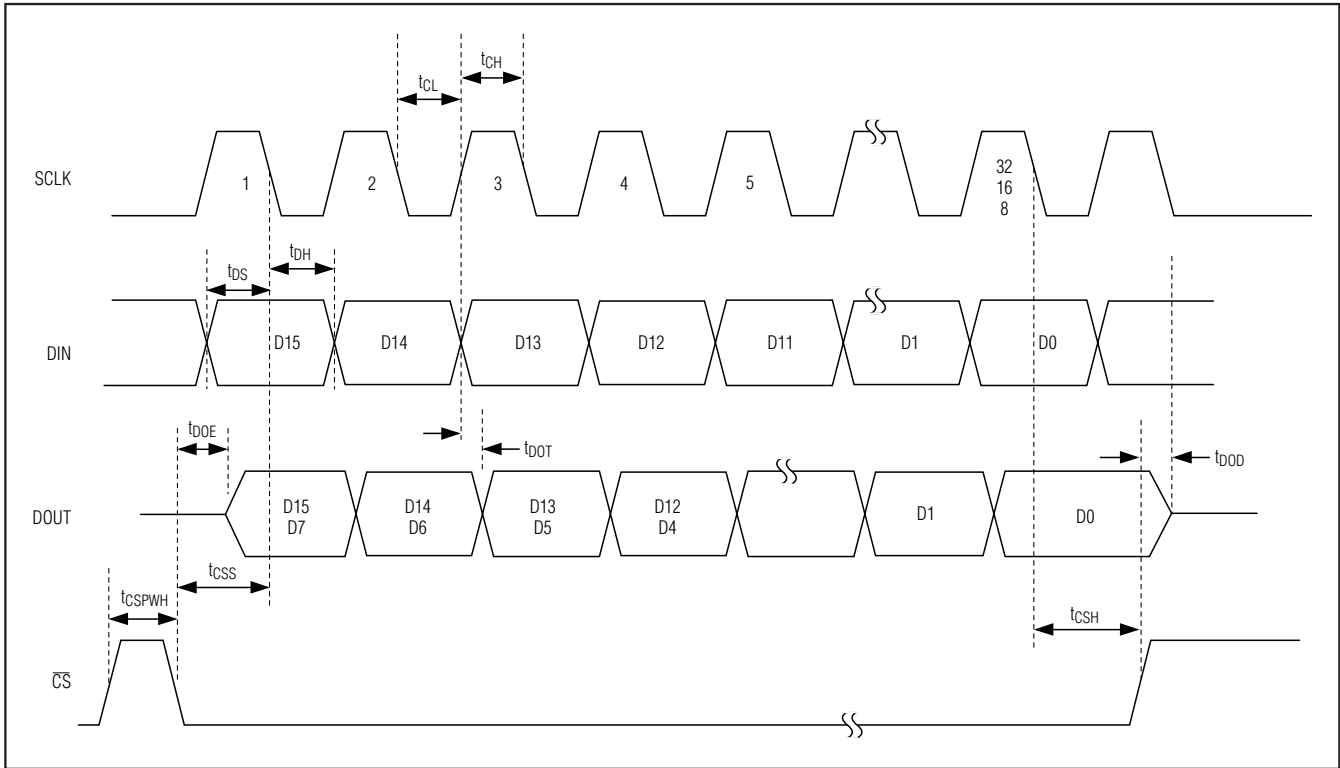 tCL
tCH
SCLK
1
2
3
4
5
32
16
8
tDS
tDH
DIN
D15
D14
D13
D12
D11
D1
D0
tDOE
tDOT
tDOD
DOUT
D15
D7
D14
D6
D13
D5
D12
D4
D1
D0
tCSS
tCSPWH
tCSH
CS